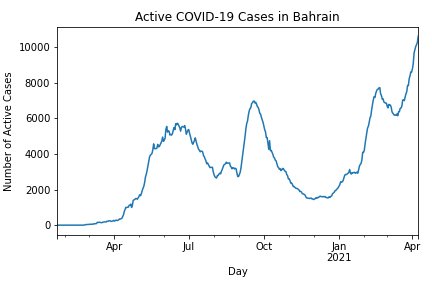 Active COVID-19 Cases in Bahrain
Number of Active Cases
10000
8000
6000
4000
2000
0
Apr Jul Oct Jan Apr
2021
Day